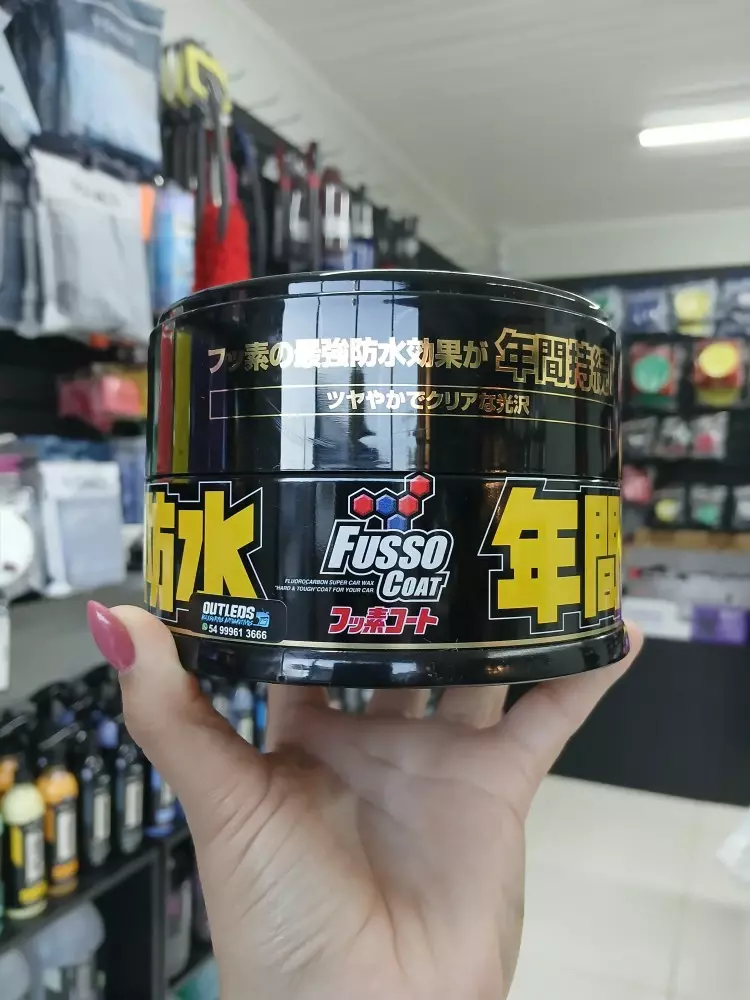 フッ素の最強防水効果が 年間持続
ツヤやかでクリアな光沢
防水
年間
FUSSO
COAT
FLUOROCARBON SUPER CAR WAX
"HARD & TOUGH" COAT FOR YOUR CAR
フッ素コート
OUTLEDS
54 99961 3666